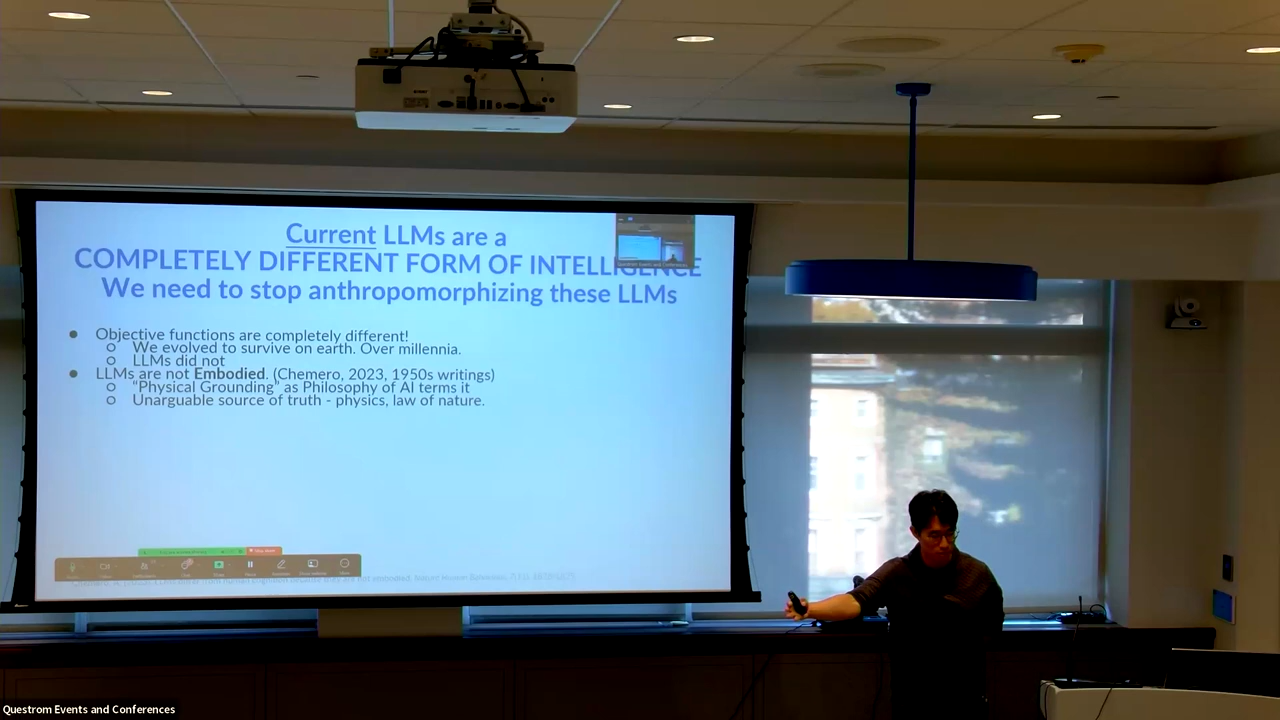 Current LLMs are a
COMPLETELY DIFFERENT FORM OF INTELLIGENCE
We need to stop anthropomorphizing these LLMs
Objective functions are completely different!
We evolved to survive on earth. Over millennia.
LLMs did not
LLMs are not Embodied. (Chemero, 2023, 1950s writings)
"Physical Grounding" as Philosophy of AI terms it
Unarguable source of truth - physics, law of nature.
Questrom Events and Conferences